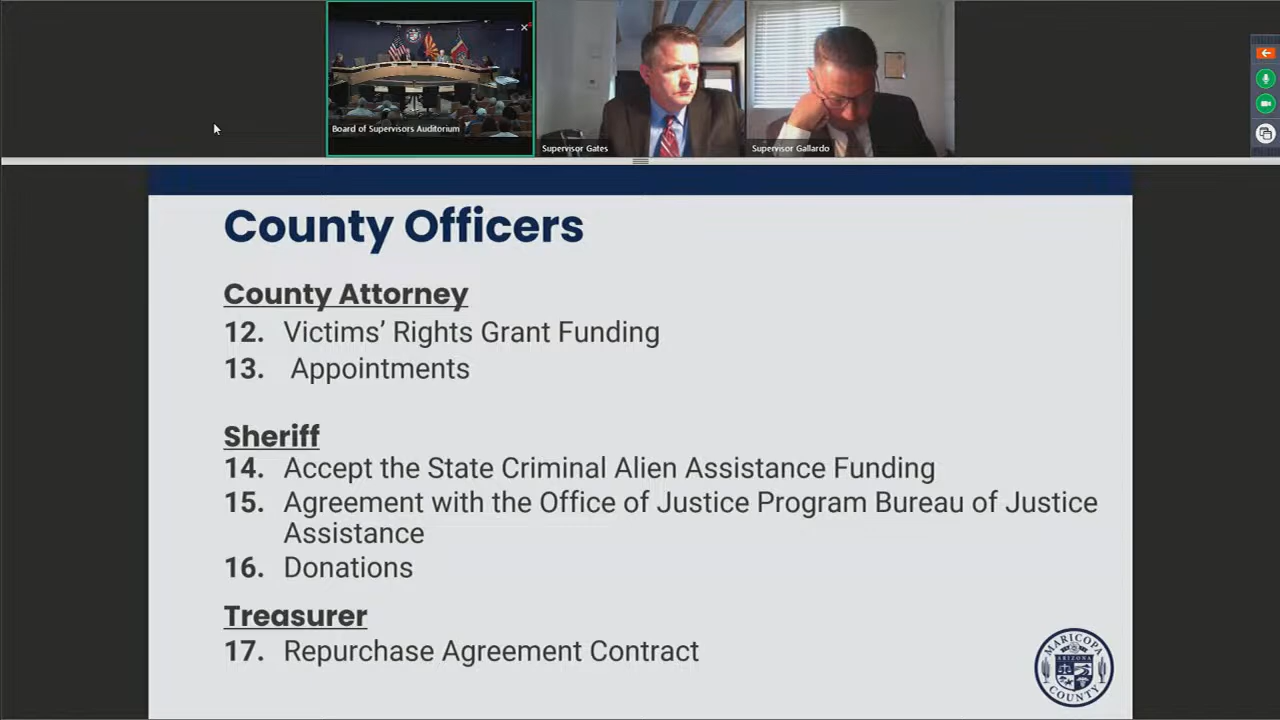 Board of Supervisors Auditorium
Supervisor Gates
Supervisor Gallardo
County Officers
County Attorney
12. Victims’ Rights Grant Funding
13. Appointments
Sheriff
14. Accept the State Criminal Alien Assistance Funding
15. Agreement with the Office of Justice Program Bureau of Justice
Assistance
16. Donations
Treasurer
17. Repurchase Agreement Contract
MARICOPA
ARIZONA
COUNTY